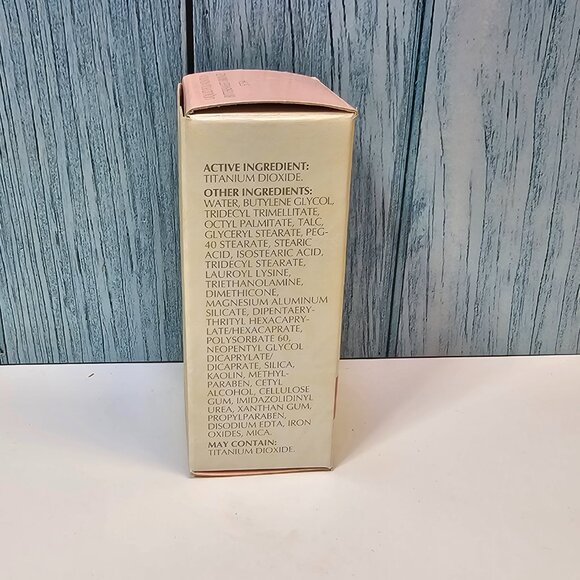 ACTIVE INGREDIENT:
TITANIUM DIOXIDE.
OTHER INGREDIENTS:
WATER, BUTYLENE GLYCOL,
TRIDECYL TRIMELLITATE,
OCTYL PALMITATE, TALC,
GLYCERYL STEARATE, PEG-
40 STEARATE, STEARIC
ACID, ISOSTEARIC ACID,
TRIDECYL STEARATE,
LAUROYL LYSINE,
TRIETHANOLAMINE,
DIMETHICONE,
MAGNESIUM ALUMINUM
SILICATE, DIPENTAERY-
THRITYL HEXACAPRY-
LATE/HEXACAPRATE,
POLYSORBATE 60,
NEOPENTYL GLYCOL
DICAPRYLATE/
DICAPRATE, SILICA,
KAOLIN, METHYL-
PARABEN, CETYL
ALCOHOL, CELLULOSE
GUM, IMIDAZOLIDINYL
UREA, XANTHAN GUM,
PROPYLPARABEN,
DISODIUM EDTA, IRON
OXIDES, MICA.
MAY CONTAIN:
TITANIUM DIOXIDE.